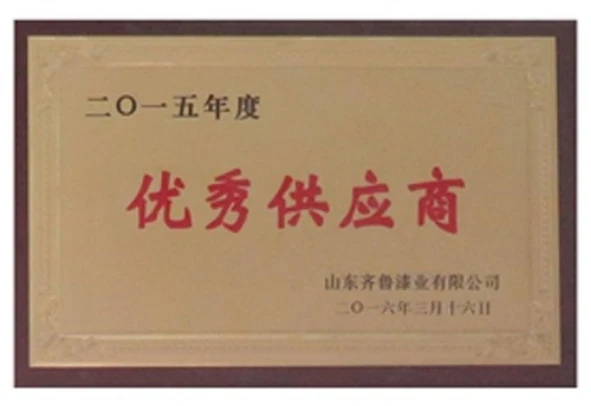 二〇一五年度
优秀供应商
山东齐鲁漆业有限公司
二〇一六年三月十六日